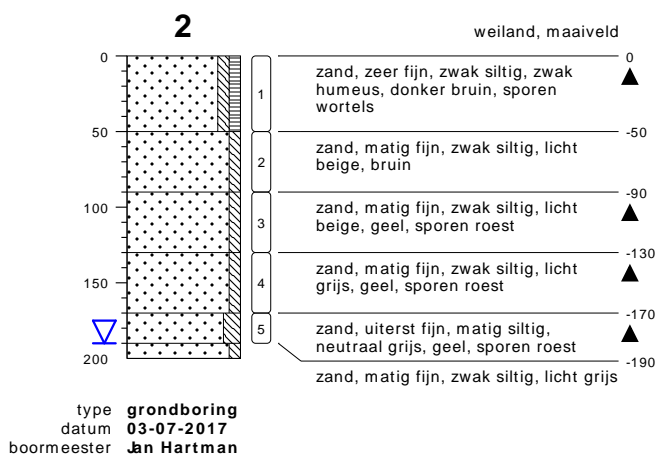 2
weiland, maaiveld
0
50
100
150
200
1
2
3
4
5
0
zand, zeer fijn, zwak siltig, zwak
humeus, donker bruin, sporen
wortels
-50
zand, matig fijn, zwak siltig, licht
beige, bruin
-90
zand, matig fijn, zwak siltig, licht
beige, geel, sporen roest
-130
zand, matig fijn, zwak siltig, licht
grijs, geel, sporen roest
-170
zand, uiterst fijn, matig siltig,
neutraal grijs, geel, sporen roest
-190
zand, matig fijn, zwak siltig, licht grijs
type grondboring
datum 03-07-2017
boormeester Jan Hartman